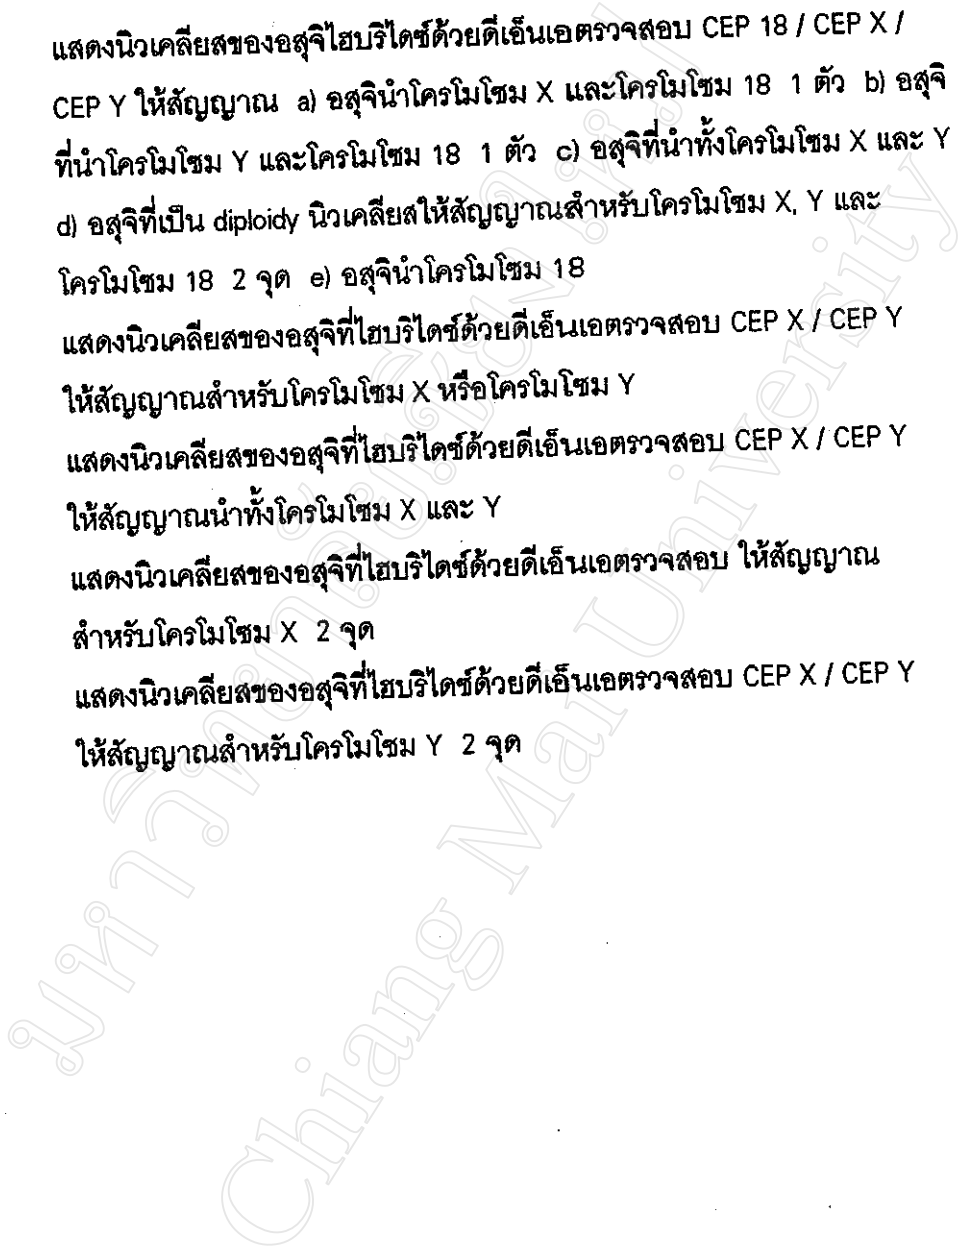 แสดงนิวเคลียสของอสุจิไฮบริไดซ์ด้วยดีเอ็นเอตรวจสอบ CEP 18 / CEP X /
CEP Y ให้สัญญาณ a) อสุจินำโครโมโซม X และโครโมโซม 18 1 ตัว b) อสุจิ
ที่นำโครโมโซม Y และโครโมโซม 18 1 ตัว c) อสุจิที่นำทั้งโครโมโซม X และ Y
d) อสุจิที่เป็น diploidy นิวเคลียสให้สัญญาณสำหรับโครโมโซม X, Y และ
โครโมโซม 18 2 จุด e) อสุจินำโครโมโซม 18
แสดงนิวเคลียสของอสุจิที่ไฮบริไดซ์ด้วยดีเอ็นเอตรวจสอบ CEP X / CEP Y
ให้สัญญาณสำหรับโครโมโซม X หรือโครโมโซม Y
แสดงนิวเคลียสของอสุจิที่ไฮบริไดซ์ด้วยดีเอ็นเอตรวจสอบ CEP X / CEP Y
ให้สัญญาณนำทั้งโครโมโซม X และ Y
แสดงนิวเคลียสของอสุจิที่ไฮบริไดซ์ด้วยดีเอ็นเอตรวจสอบ ให้สัญญาณ
สำหรับโครโมโซม X 2 จุด
แสดงนิวเคลียสของอสุจิที่ไฮบริไดซ์ด้วยดีเอ็นเอตรวจสอบ CEP X / CEP Y
ให้สัญญาณสำหรับโครโมโซม Y 2 จุด
มหาวิทยาลัยเชียงใหม่
Chiang Mai University